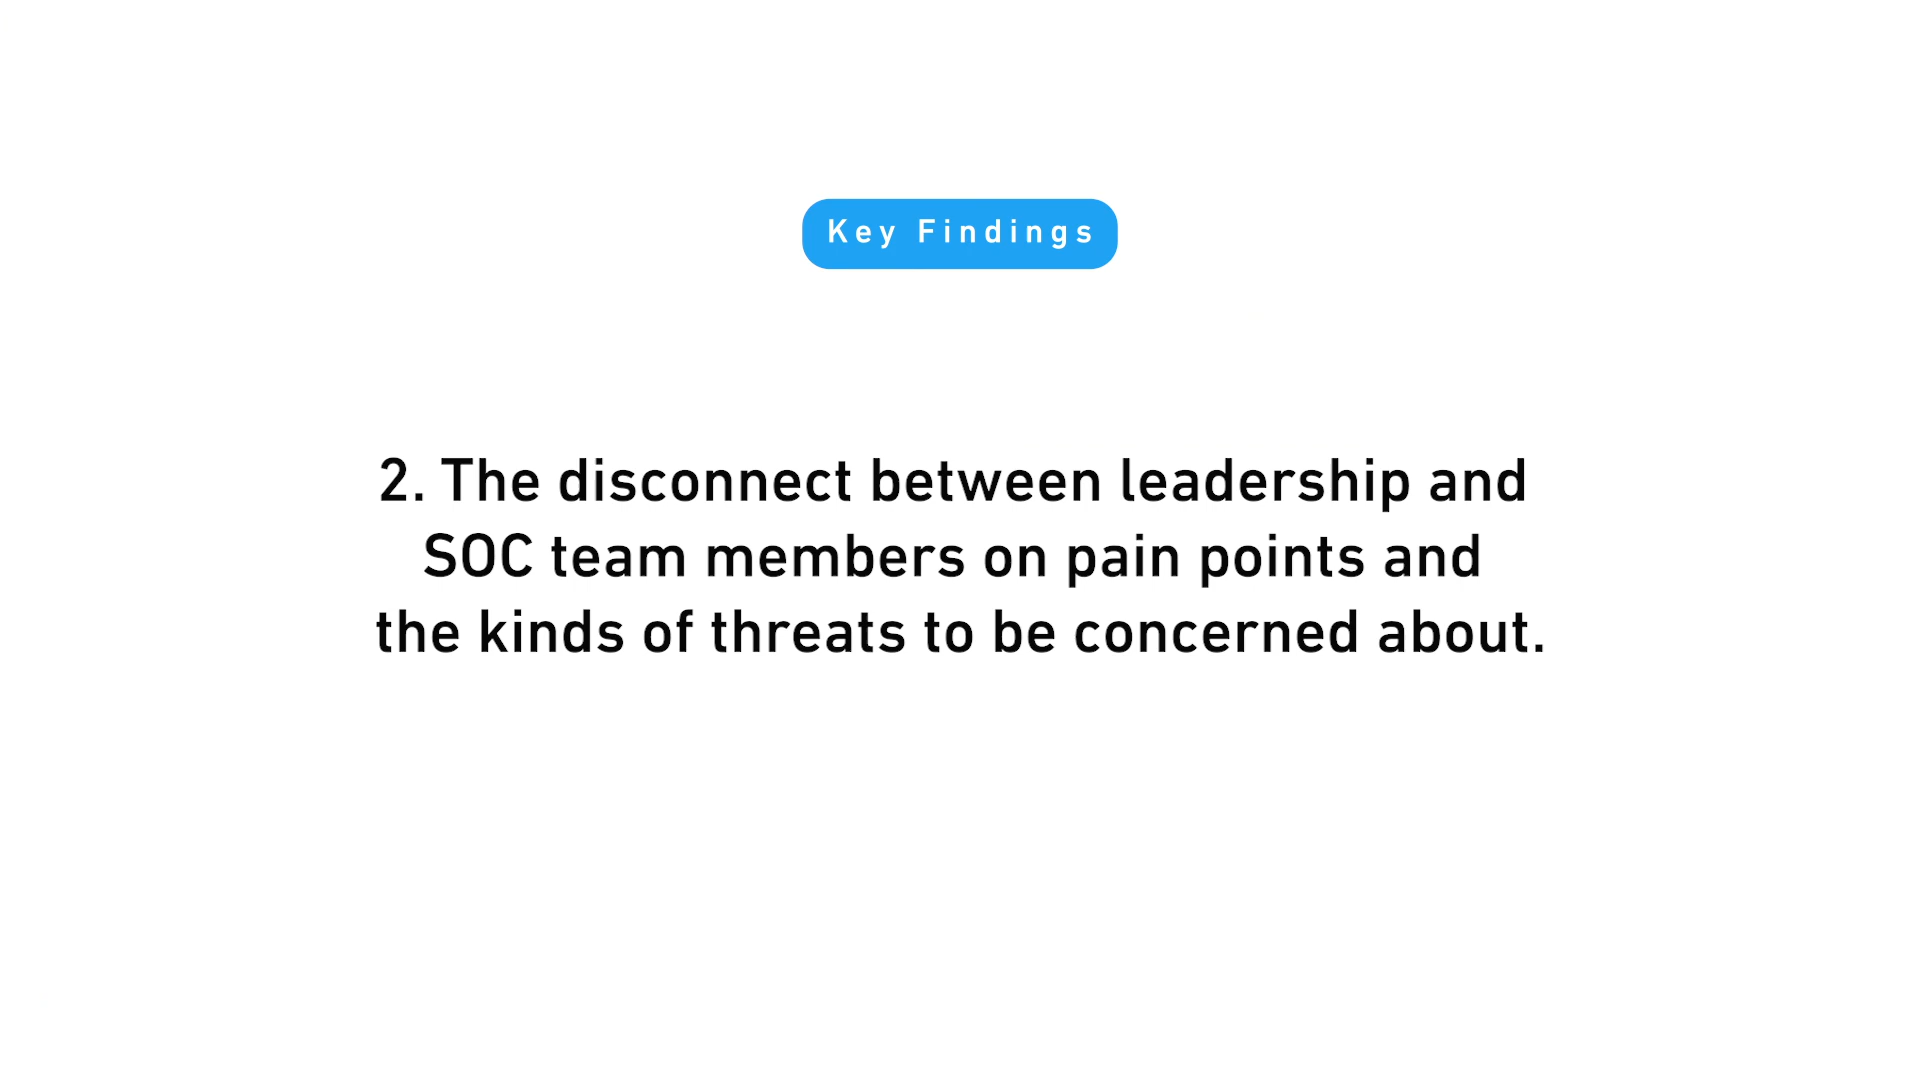 Key Findings
2. The disconnect between leadership and
SOC team members on pain points and
the kinds of threats to be concerned about.